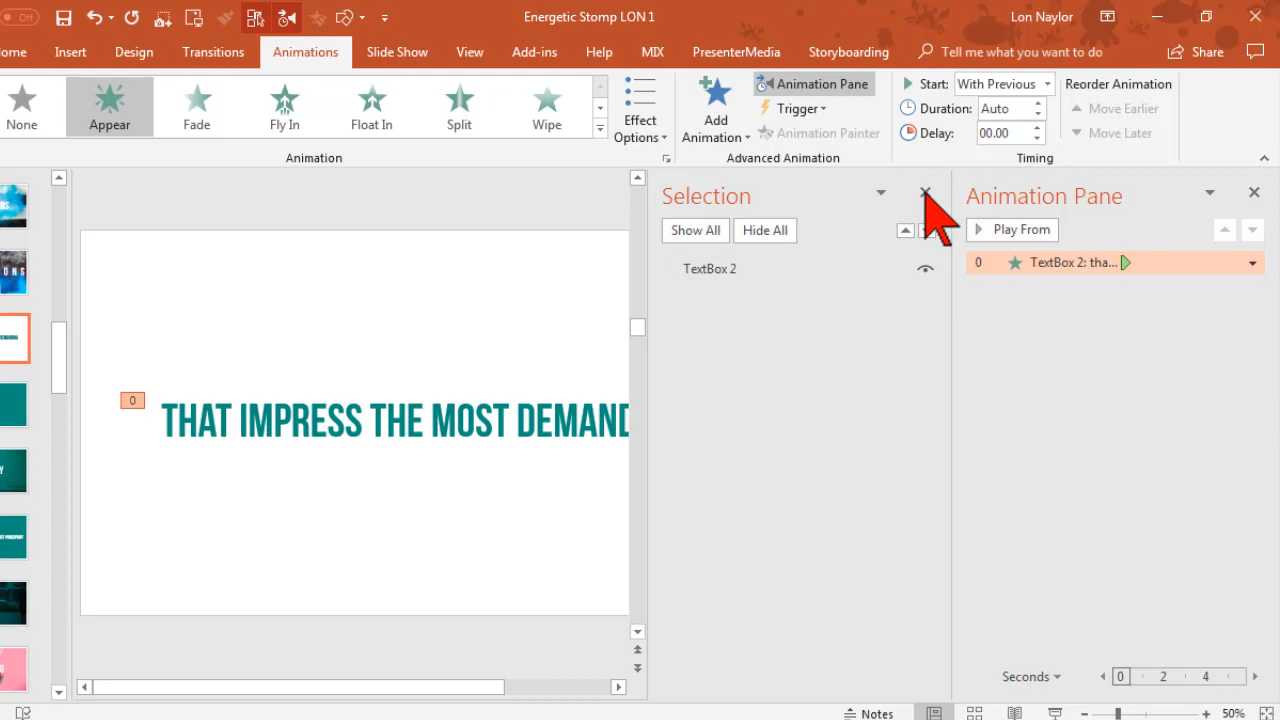 Off
Energetic Stomp LON 1
Lon Naylor
ome
Insert
Design
Transitions
Animations
Slide Show
View
Add-ins
Help
MIX
PresenterMedia
Storyboarding
Tell me what you want to do
Share
None
Appear
Fade
Fly In
Float In
Split
Wipe
Effect
Options
Add
Animation
Animation Pane
Trigger
Animation Painter
Start:
With Previous
Duration:
Auto
Delay:
00.00
Reorder Animation
Move Earlier
Move Later
Animation
Advanced Animation
Timing
Selection
Show All
Hide All
TextBox 2
Animation Pane
Play From
0
TextBox 2: tha...
0
THAT IMPRESS THE MOST DEMAND
Seconds
0
2
4
Notes
50%